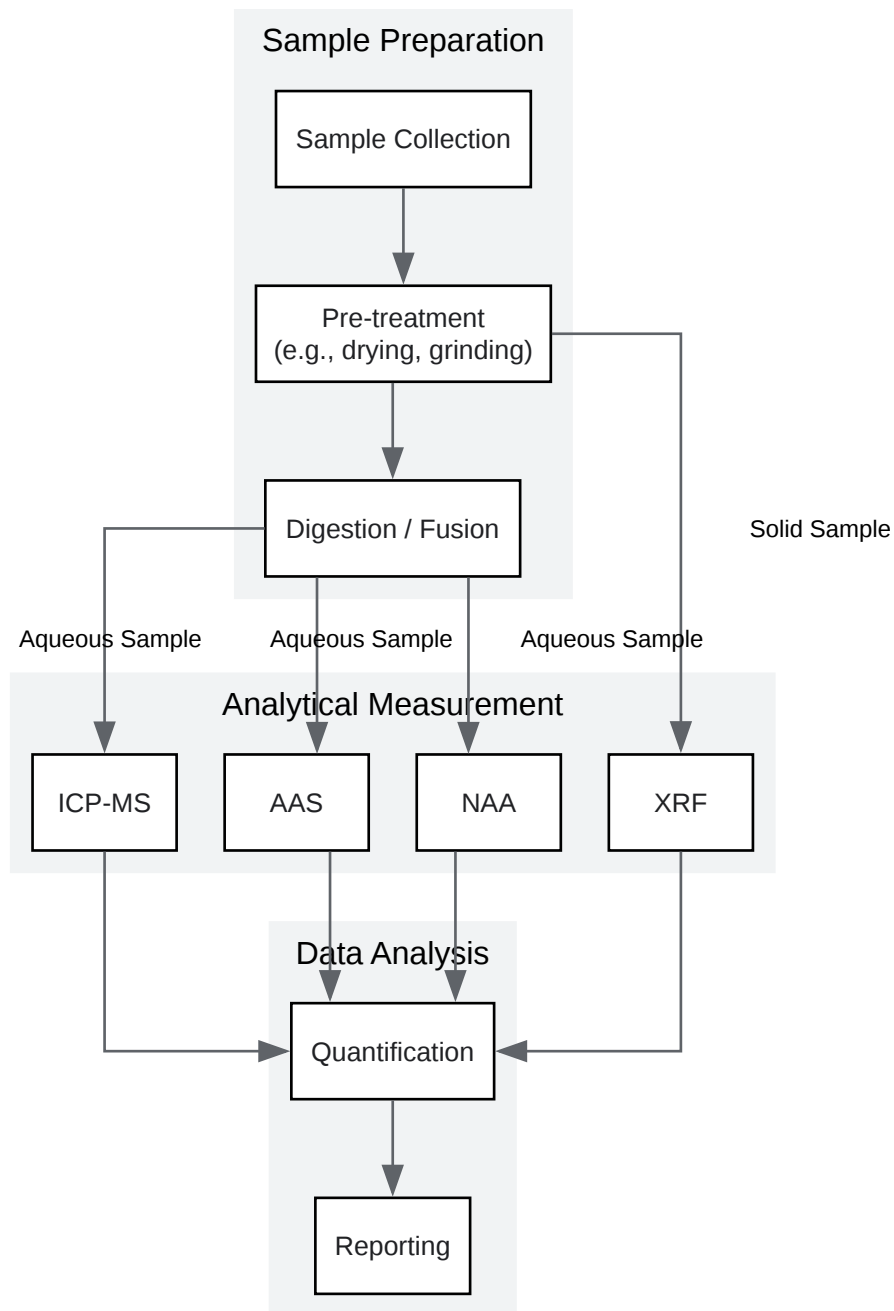 Sample Preparation
Sample Collection
Pre-treatment
(e.g., drying, grinding)
Digestion / Fusion
Solid Sample
Aqueous Sample
Aqueous Sample
Aqueous Sample
Analytical Measurement
ICP-MS
AAS
NAA
XRF
Data Analysis
Quantification
Reporting